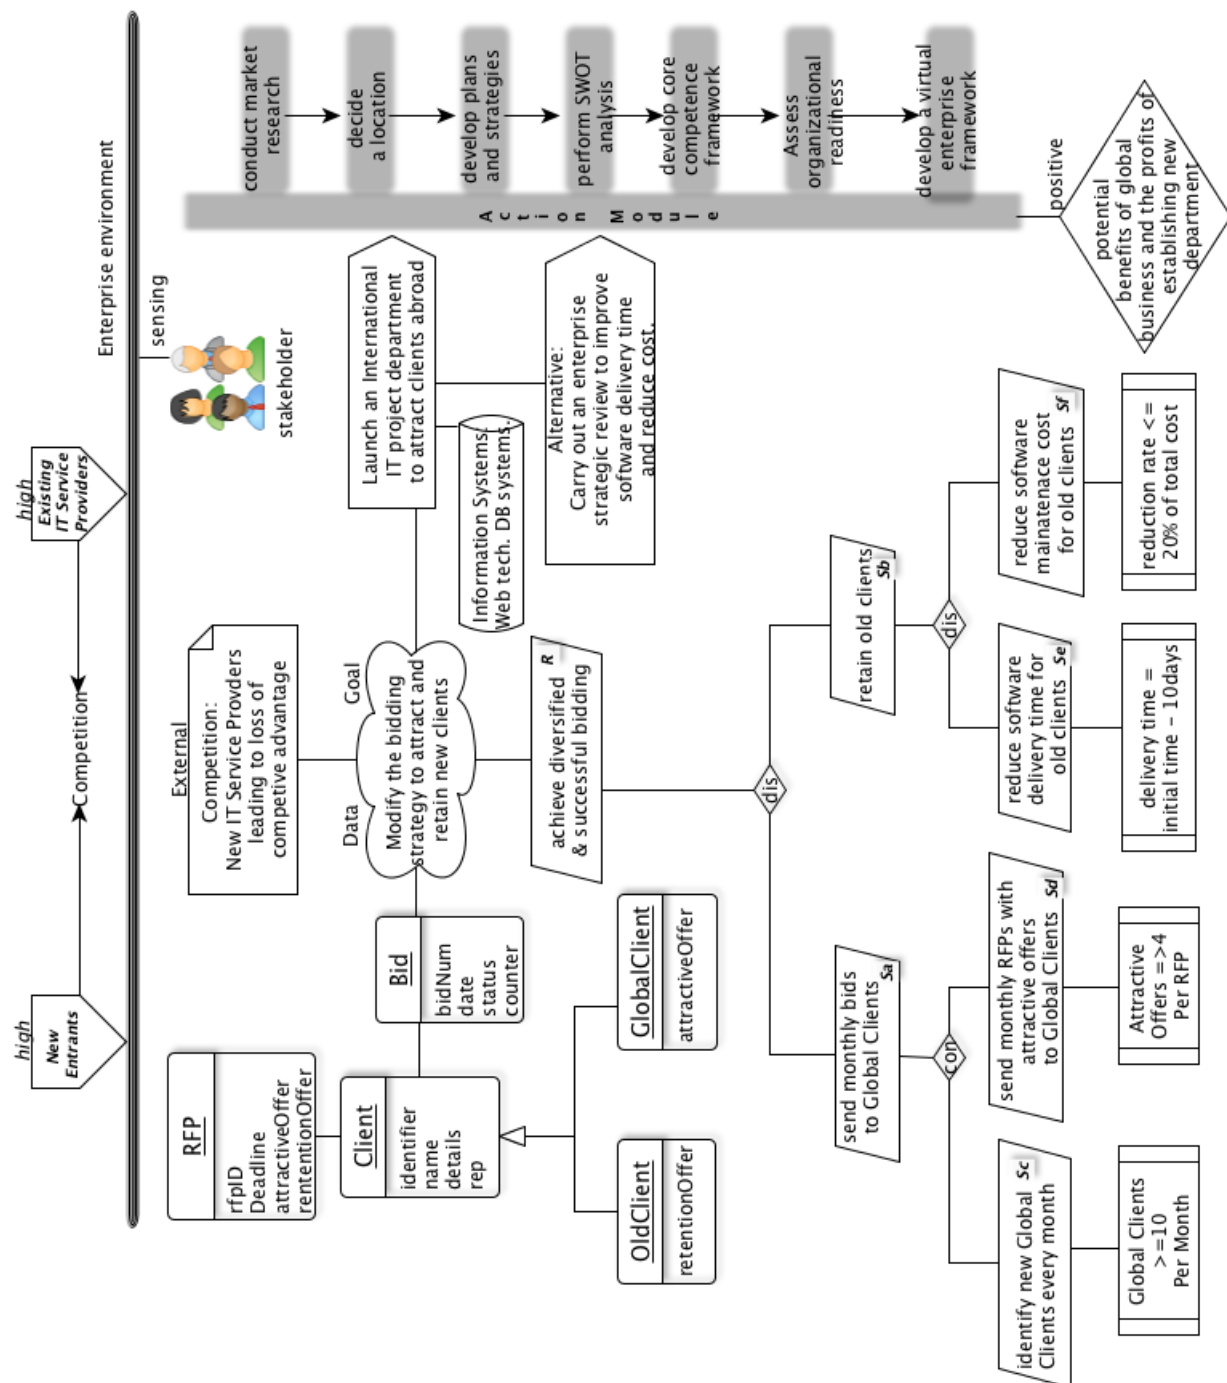 high
New
Entrants
Competition
high
Existing
IT Service
Providers
Enterprise environment
sensing
stakeholder
External
Competition:
New IT Service Provders
leading to loss of
competive advantage
Data
Goal
Modify the bidding
strategy to attract and
retain new clients
RFP
rfpID
Deadline
attractiveOffer
rententionOffer
Client
identifier
name
details
rep
Bid
bidNum
date
status
counter
OldClient
retentionOffer
GlobalClient
attractiveOffer
Launch an International
IT project department
to attract clients abroad
Information Systems:
Web tech. DB systems.
Alternative:
Carry out an enterprise
strategic review to improve
software delivery time
and reduce cost.
Action Module
conduct market
research
decide
a location
develop plans
and strategies
perform SWOT
analysis
develop core
competence
framework
Assess
organizational
readiness
develop a virtual
enterprise
framework
positive
potential
benefits of global
business and the profits of
establishing new
department
R
achieve diversified
& successful bidding
dis
send monthly bids
to Global Clients
Sa
retain old clients
Sb
con
dis
identify new Global
Clients every month
Sc
send monthly RFPs with
attractive offers
to Global Clients
Sd
reduce software
delivery time for
old clients
Se
reduce software
maintatenace cost
for old clients
Sf
Global Clients
>=10
Per Month
Attractive
Offers =>4
Per RFP
delivery time =
initial time - 10days
reduction rate <=
20% of total cost